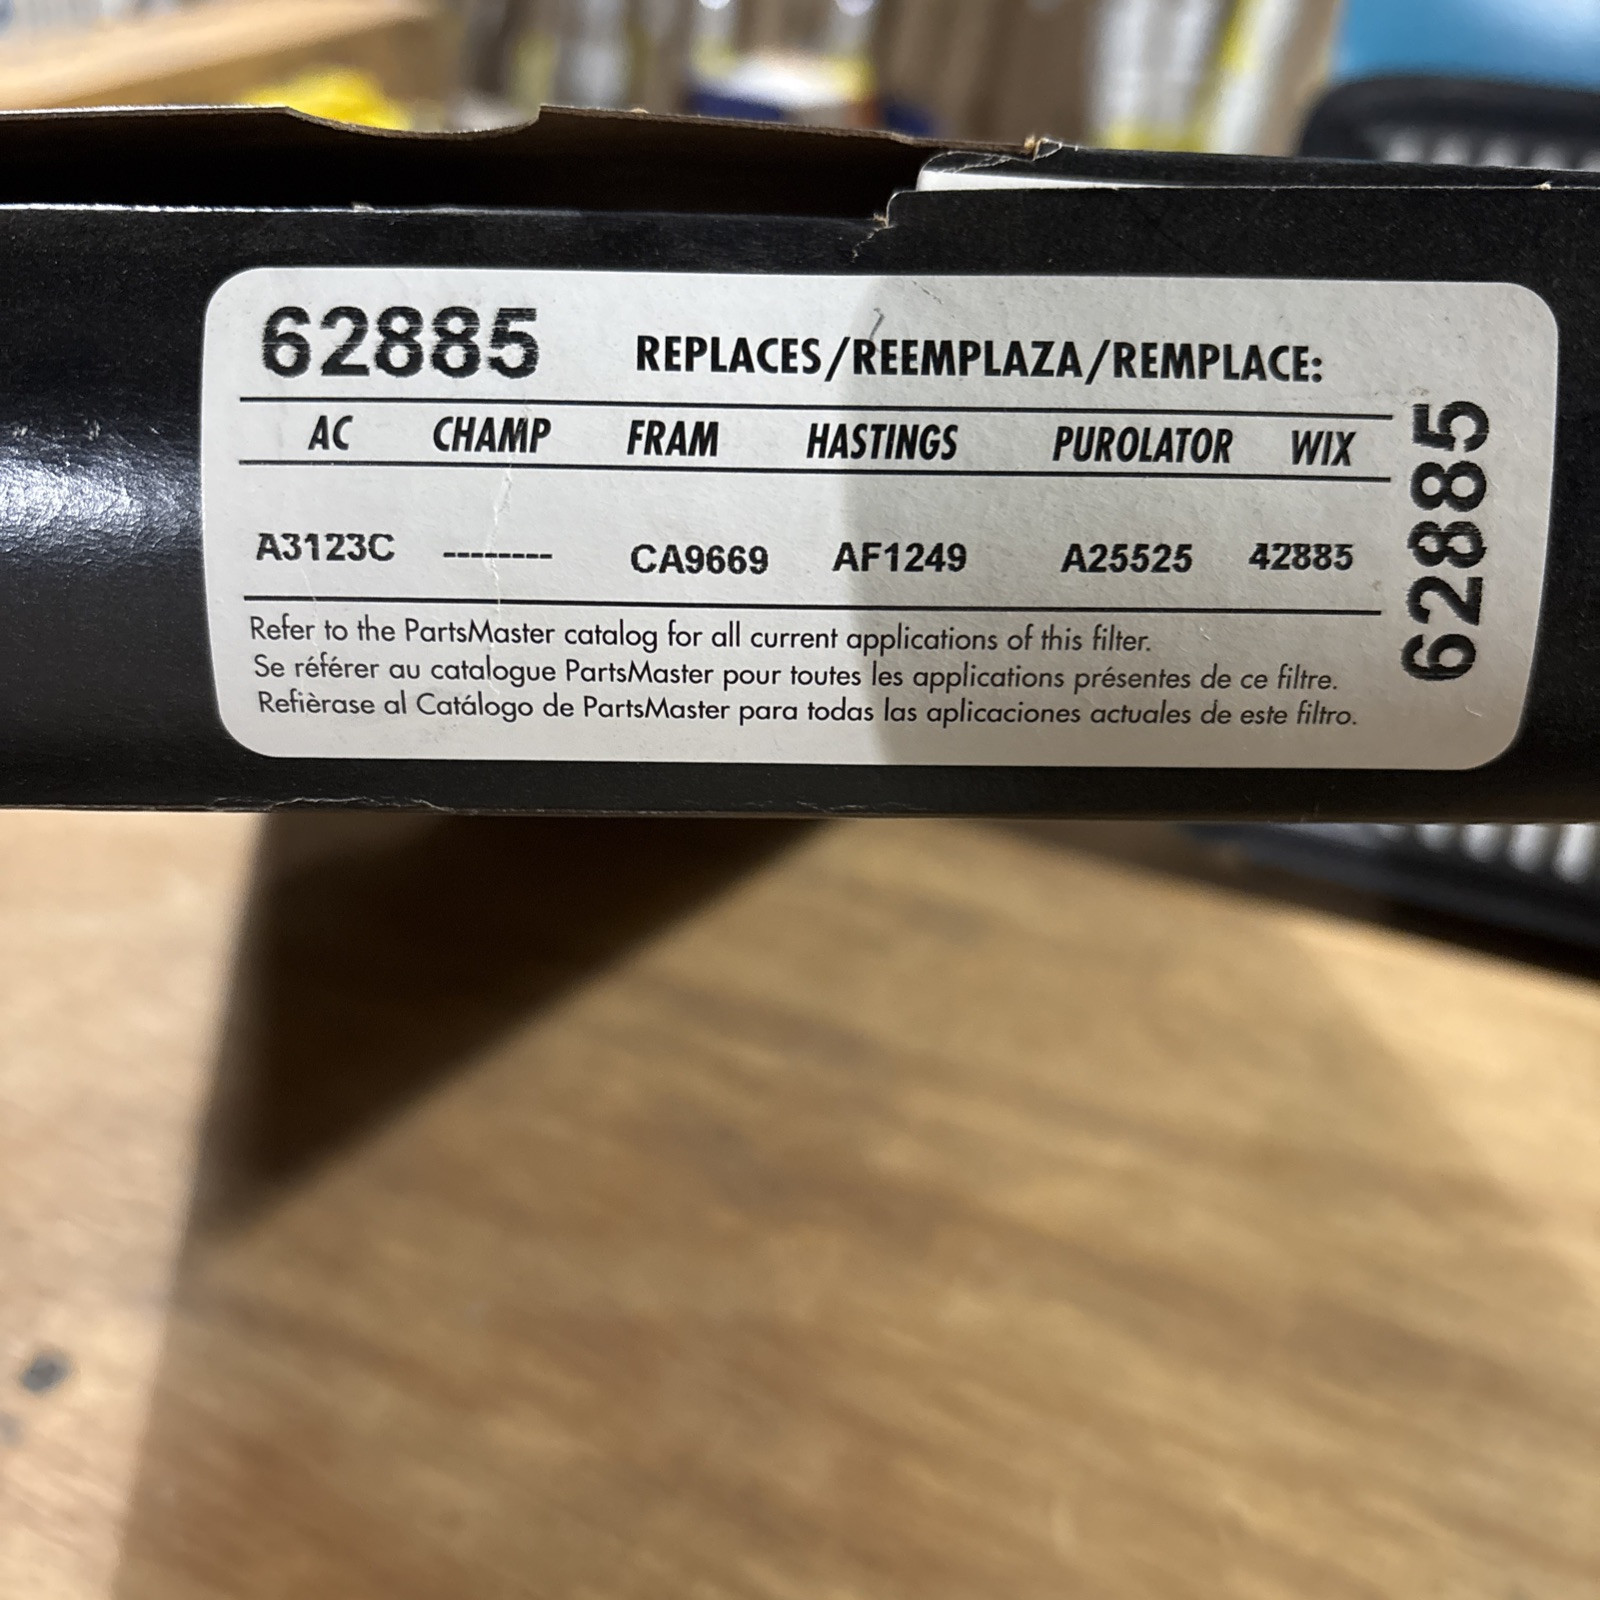 62885 REPLACES/REEMPLAZA/REMPLACE:
AC CHAMP FRAM HASTINGS PUROLATOR WIX
A3123C -------- CA9669 AF1249 A25525 42885
Refer to the PartsMaster catalog for all current applications of this filter.
Se référer au catalogue PartsMaster pour toutes les applications présentes de ce filtre.
Refièrase al Catálogo de PartsMaster para todas las aplicaciones actuales de este filtro.
62885